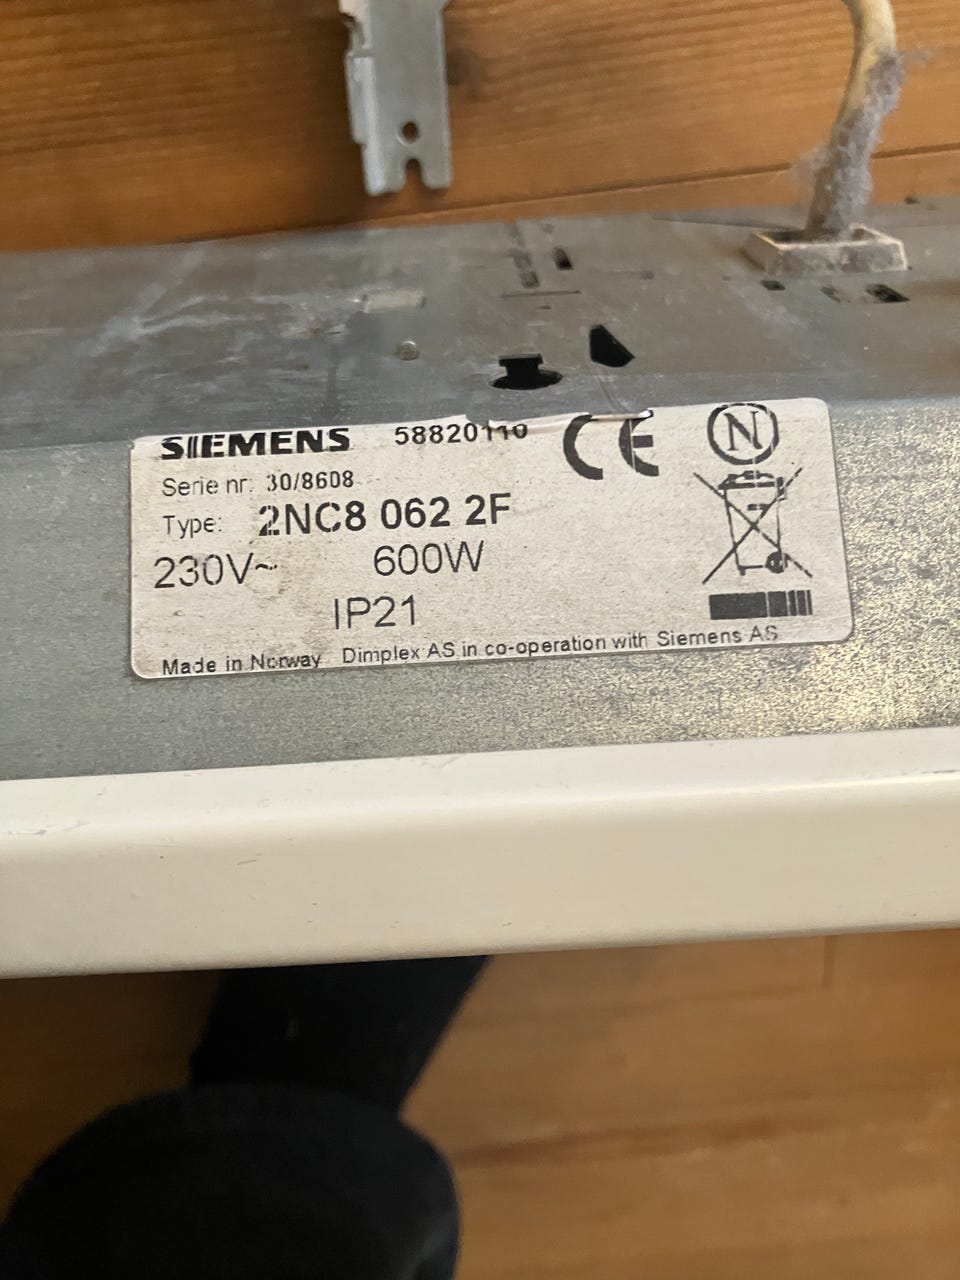 SIEMENS 58820110
Serie nr: 30/8608
Type: 2NC8 062 2F
230V~ 600W
IP21
Made in Norway Dimplex AS in co-operation with Siemens AS
CE
N